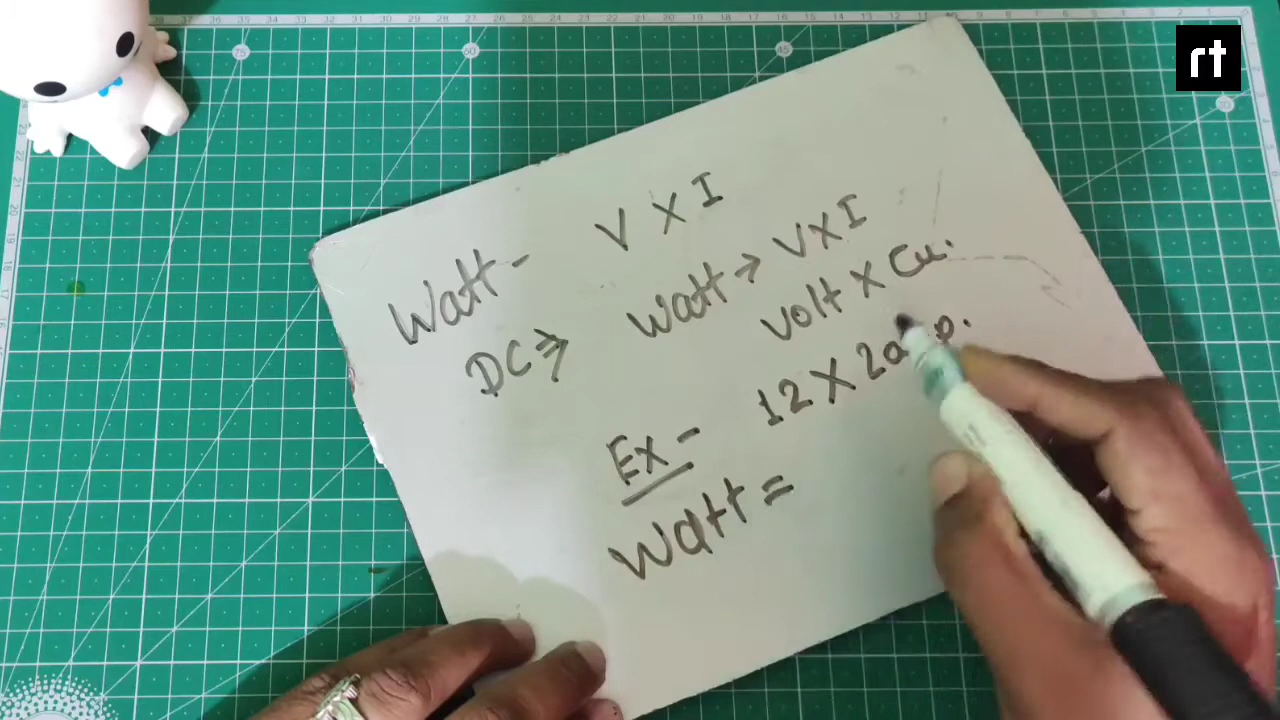 rt
Watt- V X I
DC⇒ Watt → V X I
Volt X Cu.
Ex- 12 X 2
Watt =